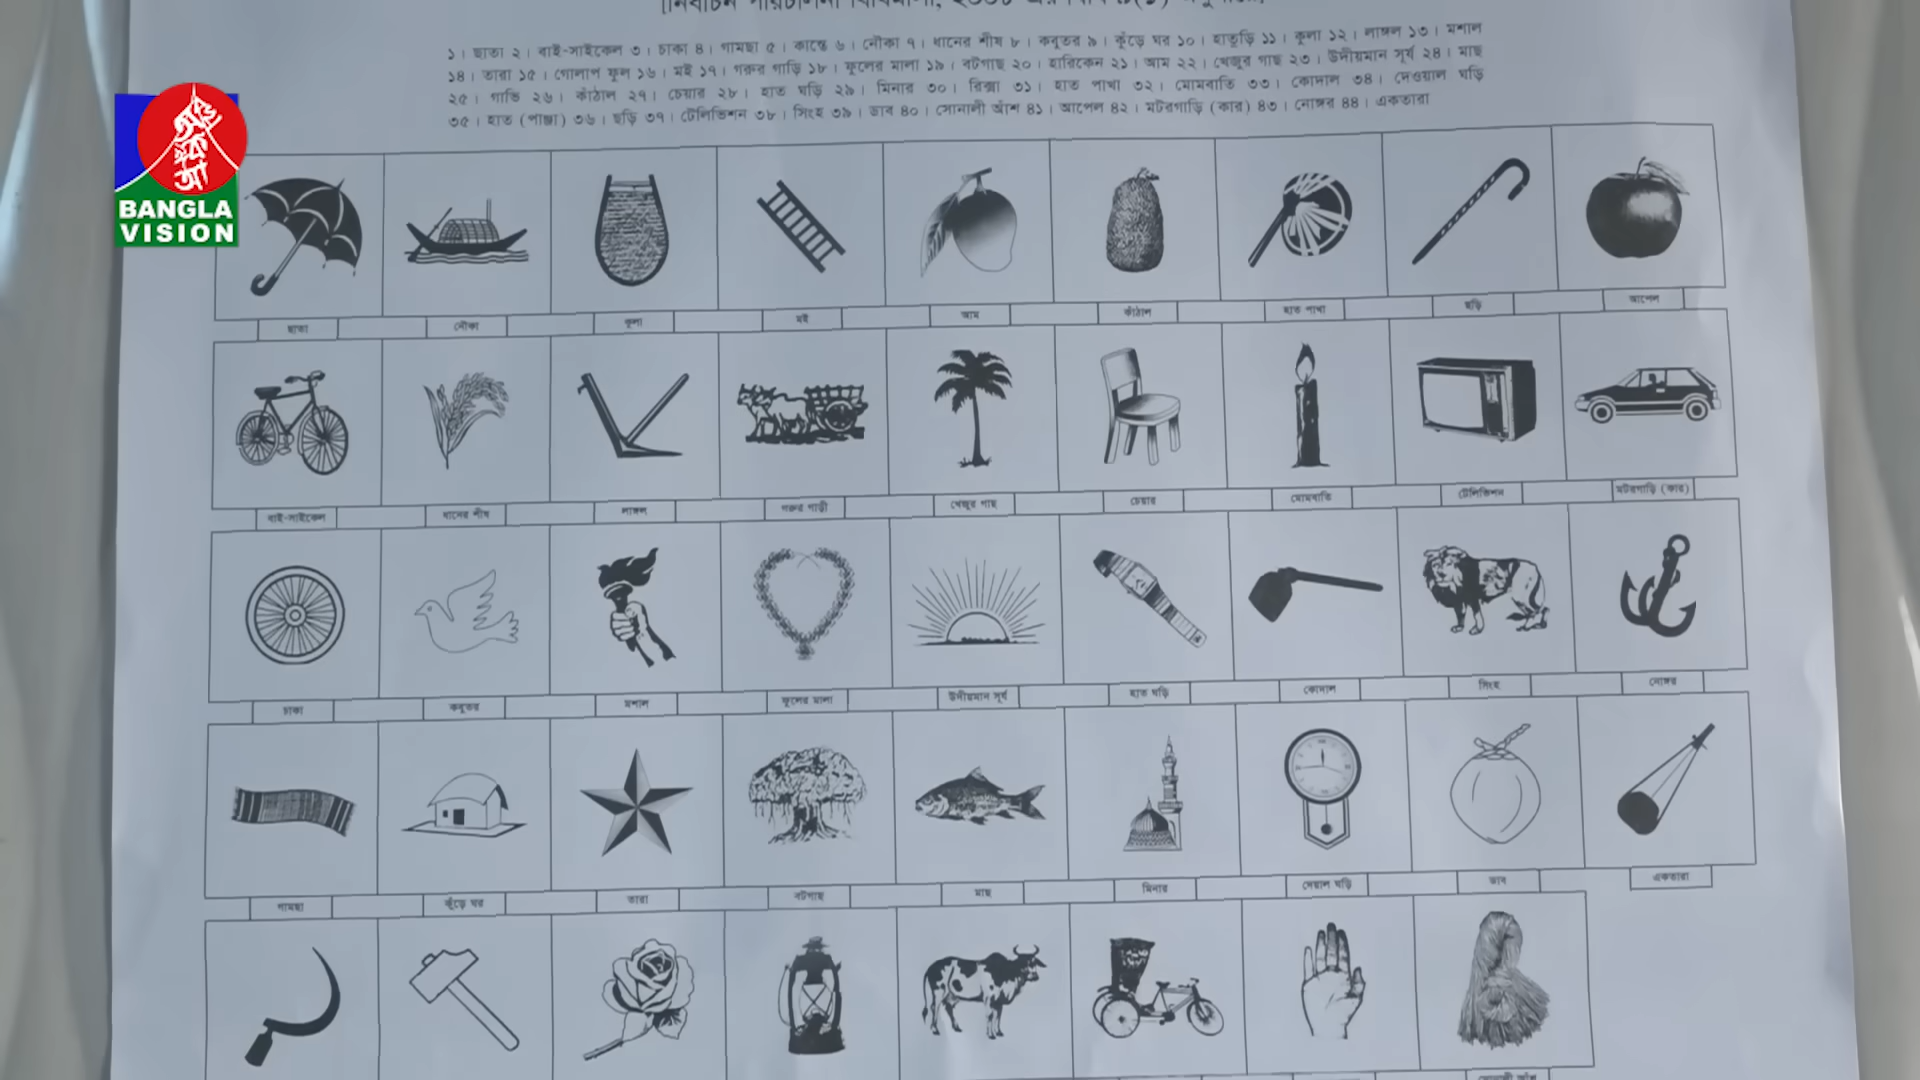 ১। ছাতা ২। বাই-সাইকেল ৩। চাকা ৪। গামছা ৫। কাস্তে ৬। নৌকা ৭। ধানের শীষ ৮। কবুতর ৯। কুঁড়ে ঘর ১০। হাতুড়ি ১১। কুলা ১২। লাঙ্গল ১৩। মশাল
১৪। তারা ১৫। গোলাপ ফুল ১৬। মই ১৭। গরুর গাড়ি ১৮। ফুলের মালা ১৯। বটগাছ ২০। হারিকেন ২১। আম ২২। খেজুর গাছ ২৩। উদীয়মান সূর্য ২৪। মাছ
২৫। গাভি ২৬। কাঁঠাল ২৭। চেয়ার ২৮। হাত ঘড়ি ২৯। মিনার ৩০। রিক্সা ৩১। হাত পাখা ৩২। মোমবাতি ৩৩। কোদাল ৩৪। দেওয়াল ঘড়ি
৩৫। হাত (পাঞ্জা) ৩৬। ছড়ি ৩৭। টেলিভিশন ৩৮। সিংহ ৩৯। ডাব ৪০। সোনালী আঁশ ৪১। আপেল ৪২। মটরগাড়ি (কার) ৪৩। নোঙ্গর ৪৪। একতারা
BANGLA
VISION
ছাতা নৌকা কুলা মই আম কাঁঠাল হাত পাখা ছড়ি আপেল
বাই-সাইকেল ধানের শীষ লাঙ্গল গরুর গাড়ী খেজুর গাছ চেয়ার মোমবাতি টেলিভিশন মটরগাড়ি (কার)
চাকা কবুতর মশাল ফুলের মালা উদীয়মান সূর্য হাত ঘড়ি কোদাল সিংহ নোঙ্গর
গামছা কুঁড়ে ঘর তারা বটগাছ মাছ মিনার দেয়াল ঘড়ি ডাব একতারা